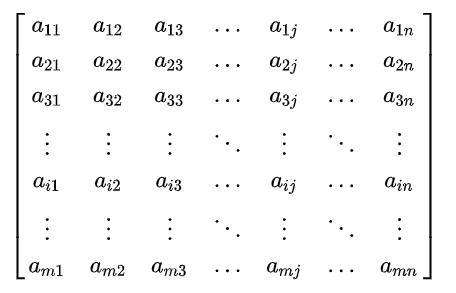 a₁₁ a₁₂ a₁₃ … a₁ⱼ … a₁ₙ
a₂₁ a₂₂ a₂₃ … a₂ⱼ … a₂ₙ
a₃₁ a₃₂ a₃₃ … a₃ⱼ … a₃ₙ
⋮ ⋮ ⋮ ⋱ ⋮ ⋱ ⋮
aᵢ₁ aᵢ₂ aᵢ₃ … aᵢⱼ … aᵢₙ
⋮ ⋮ ⋮ ⋱ ⋮ ⋱ ⋮
aₘ₁ aₘ₂ aₘ₃ … aₘⱼ … aₘₙ